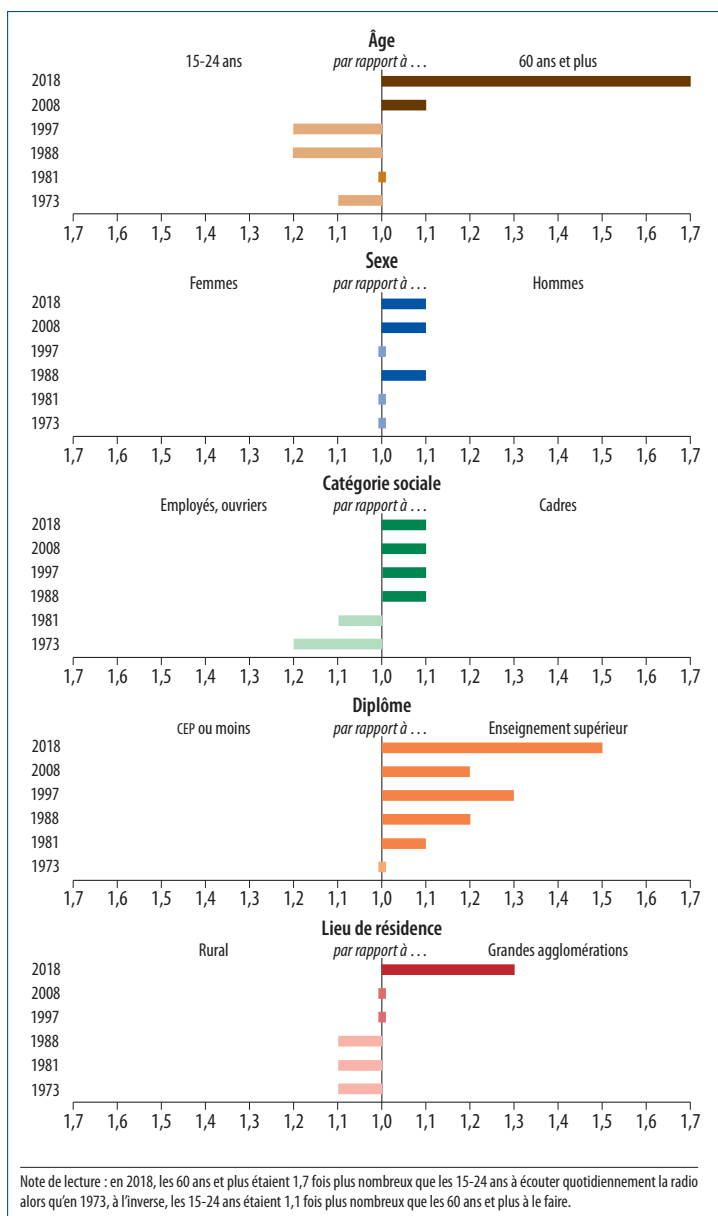 Âge
15-24 ans par rapport à … 60 ans et plus
2018
2008
1997
1988
1981
1973
1,7 1,6 1,5 1,4 1,3 1,2 1,1 1,0 1,1 1,2 1,3 1,4 1,5 1,6 1,7
Sexe
Femmes par rapport à … Hommes
2018
2008
1997
1988
1981
1973
1,7 1,6 1,5 1,4 1,3 1,2 1,1 1,0 1,1 1,2 1,3 1,4 1,5 1,6 1,7
Catégorie sociale
Employés, ouvriers par rapport à … Cadres
2018
2008
1997
1988
1981
1973
1,7 1,6 1,5 1,4 1,3 1,2 1,1 1,0 1,1 1,2 1,3 1,4 1,5 1,6 1,7
Diplôme
CEP ou moins par rapport à … Enseignement supérieur
2018
2008
1997
1988
1981
1973
1,7 1,6 1,5 1,4 1,3 1,2 1,1 1,0 1,1 1,2 1,3 1,4 1,5 1,6 1,7
Lieu de résidence
Rural par rapport à … Grandes agglomérations
2018
2008
1997
1988
1981
1973
1,7 1,6 1,5 1,4 1,3 1,2 1,1 1,0 1,1 1,2 1,3 1,4 1,5 1,6 1,7
Note de lecture : en 2018, les 60 ans et plus étaient 1,7 fois plus nombreux que les 15-24 ans à écouter quotidiennement la radio
alors qu'en 1973, à l'inverse, les 15-24 ans étaient 1,1 fois plus nombreux que les 60 ans et plus à le faire.